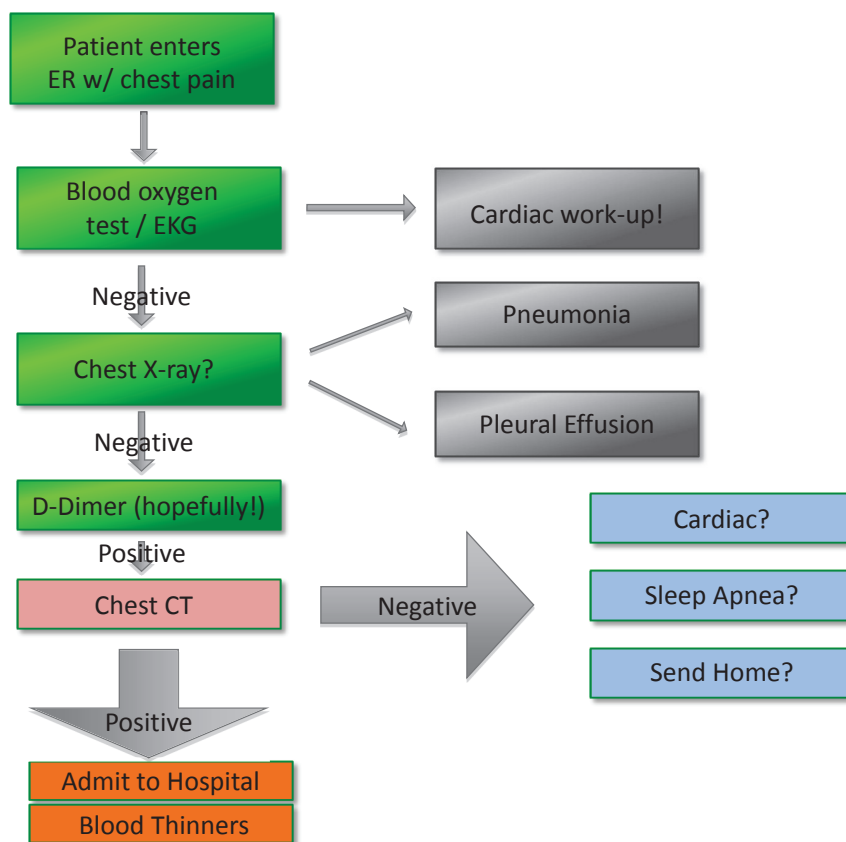 Patient enters
ER w/ chest pain
Blood oxygen
test / EKG
Cardiac work-up!
Negative
Pneumonia
Chest X-ray?
Pleural Effusion
Negative
D-Dimer (hopefully!)
Cardiac?
Positive
Chest CT
Negative
Sleep Apnea?
Send Home?
Positive
Admit to Hospital
Blood Thinners